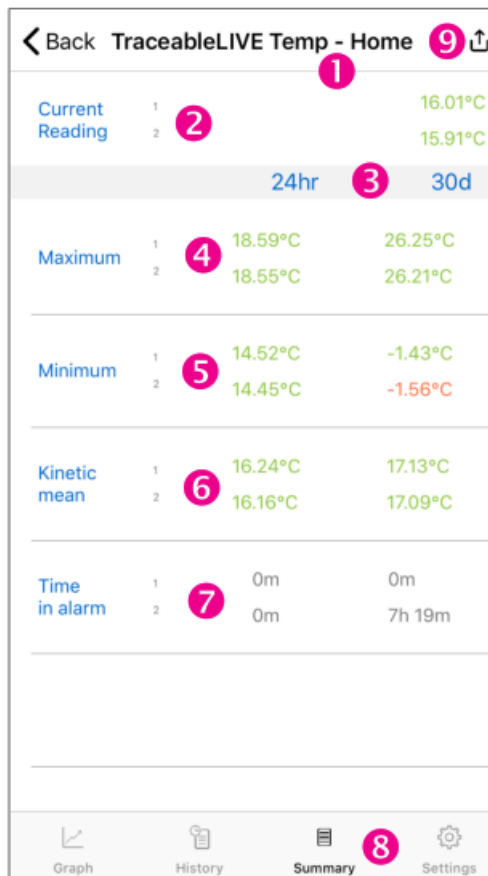 Back TraceableLIVE Temp - Home 9
1
Current Reading 1 2 2 16.01°C 15.91°C
24hr 3 30d
Maximum 1 2 4 18.59°C 18.55°C 26.25°C 26.21°C
Minimum 1 2 5 14.52°C 14.45°C -1.43°C -1.56°C
Kinetic mean 1 2 6 16.24°C 16.16°C 17.13°C 17.09°C
Time in alarm 1 2 7 0m 0m 0m 7h 19m
8
Graph History Summary Settings